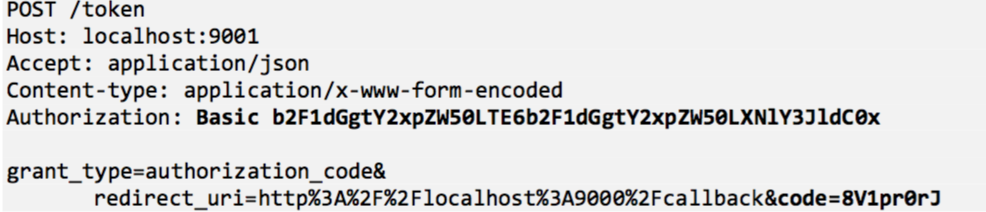 POST /token
Host: localhost:9001
Accept: application/json
Content-type: application/x-www-form-encoded
Authorization: Basic b2F1dGgtY2xpZW50LTE6b2F1dGgtY2xpZW50LXNlY3JldC0x
grant_type=authorization_code&
redirect_uri=http%3A%2F%2Flocalhost%3A9000%2Fcallback&code=8V1pr0rJ